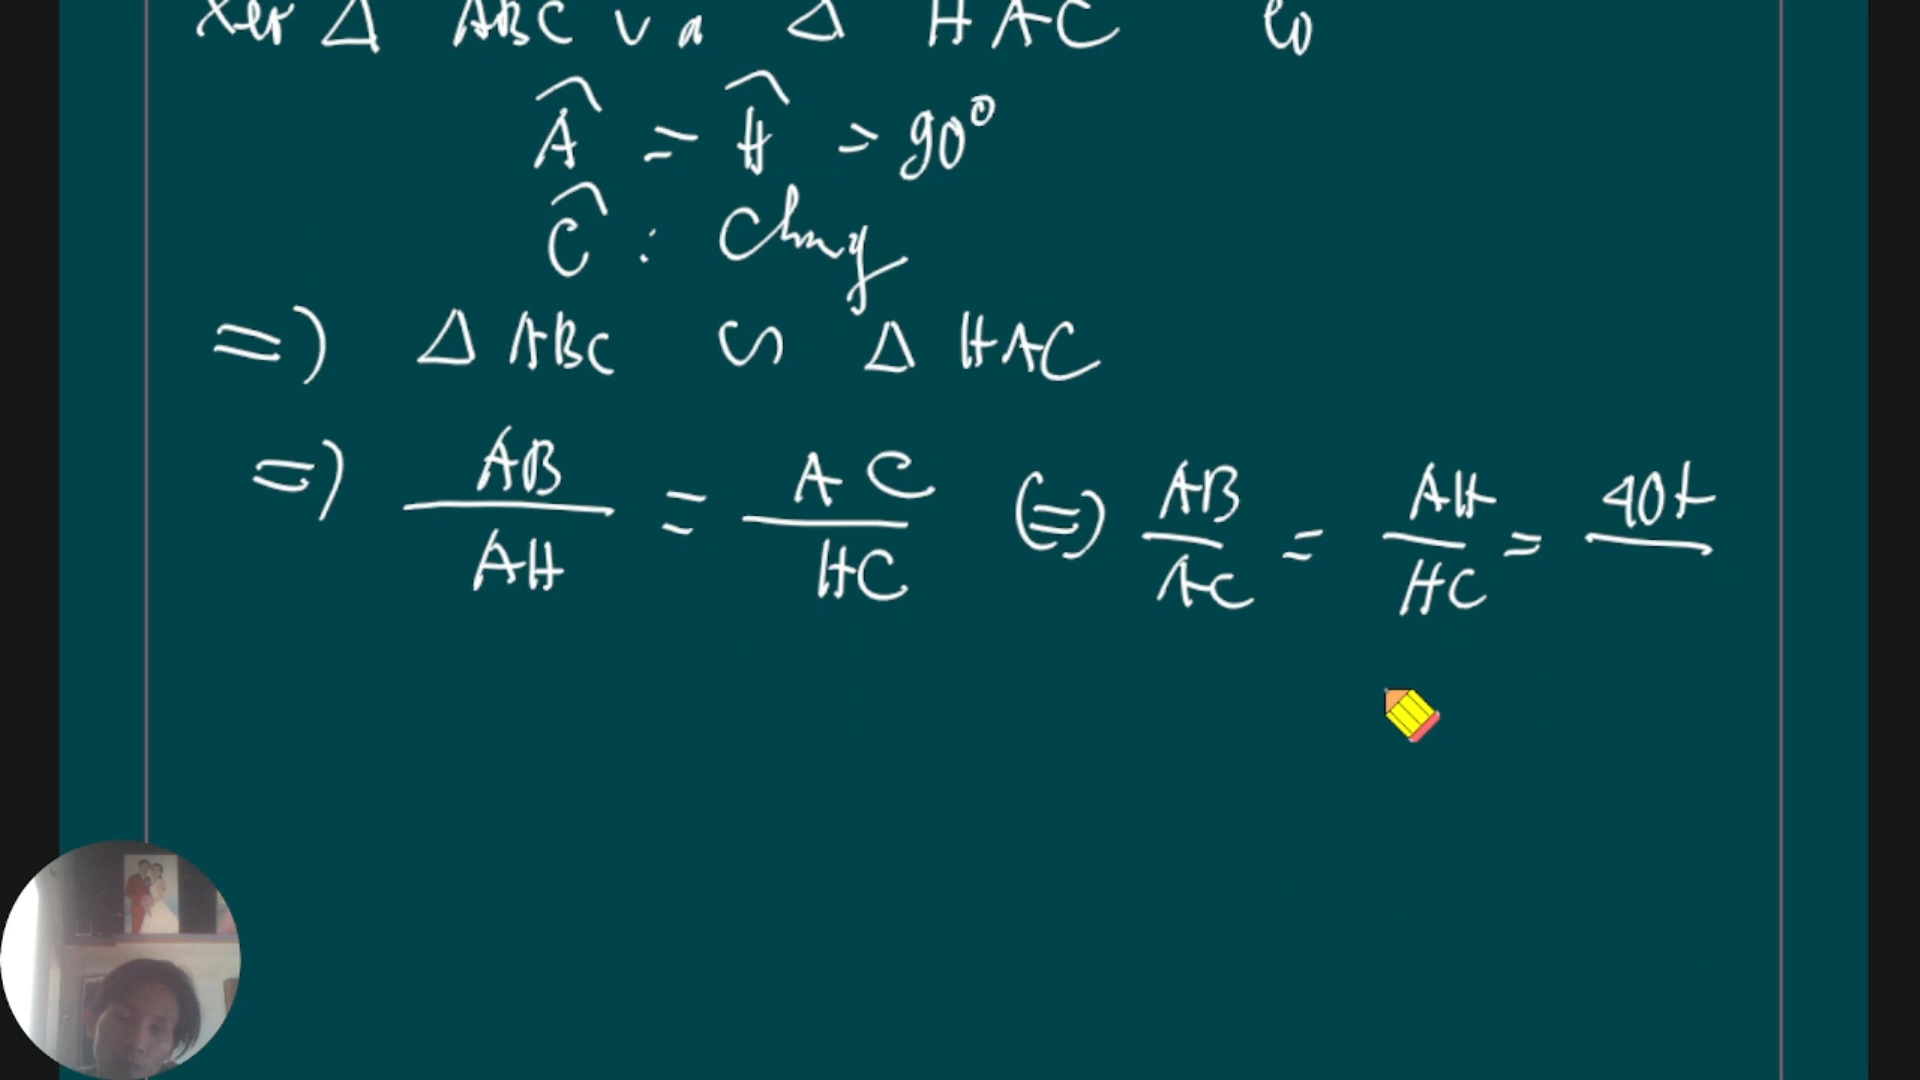 Xét Δ ABC và Δ HAC có
Â = Ĥ = 90°
Ĉ : Chung
=> Δ ABC ∽ Δ HAC
=> AB/AH = AC/HC <=> AB/AC = AH/HC = 40t/